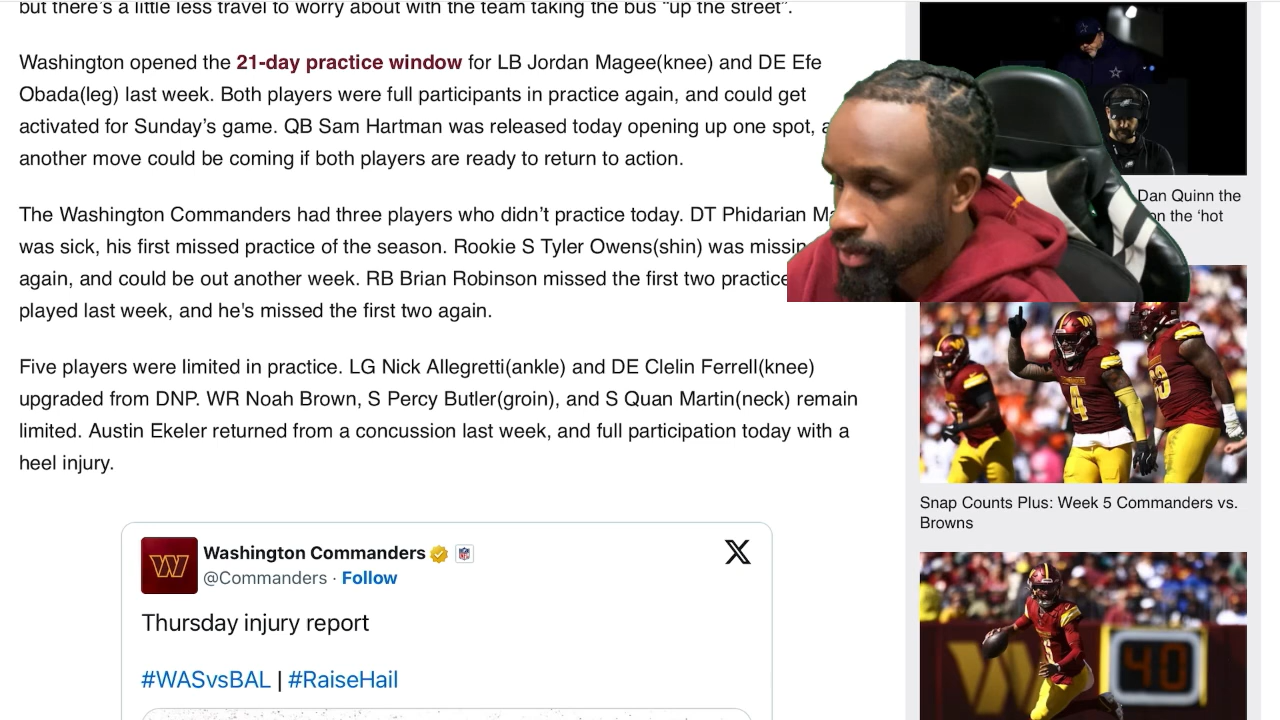 but there’s a little less travel to worry about with the team taking the bus “up the street”.
Washington opened the 21-day practice window for LB Jordan Magee(knee) and DE Efe
Obada(leg) last week. Both players were full participants in practice again, and could get
activated for Sunday’s game. QB Sam Hartman was released today opening up one spot,
another move could be coming if both players are ready to return to action.
The Washington Commanders had three players who didn’t practice today. DT Phidarian
was sick, his first missed practice of the season. Rookie S Tyler Owens(shin) was
again, and could be out another week. RB Brian Robinson missed the first two
played last week, and he’s missed the first two again.
Five players were limited in practice. LG Nick Allegretti(ankle) and DE Clelin Ferrell(knee)
upgraded from DNP. WR Noah Brown, S Percy Butler(groin), and S Quan Martin(neck) remain
limited. Austin Ekeler returned from a concussion last week, and full participation today with a
heel injury.
Washington Commanders
@Commanders · Follow
Thursday injury report
#WASvsBAL | #RaiseHail
Dan Quinn the
on the ‘hot
4
Snap Counts Plus: Week 5 Commanders vs.
Browns
40